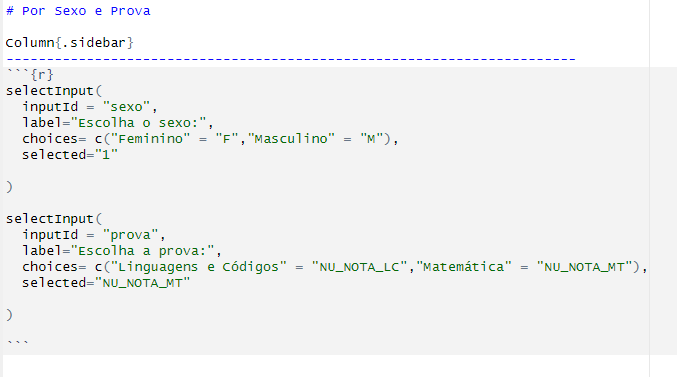 # Por Sexo e Prova
Column{.sidebar}
-----------------------------------------------------------------------
```{r}
selectInput(
  inputId = "sexo",
  label="Escolha o sexo:",
  choices= c("Feminino" = "F","Masculino" = "M"),
  selected="1"
)
selectInput(
  inputId = "prova",
  label="Escolha a prova:",
  choices= c("Linguagens e Códigos" = "NU_NOTA_LC","Matemática" = "NU_NOTA_MT"),
  selected="NU_NOTA_MT"
)
```